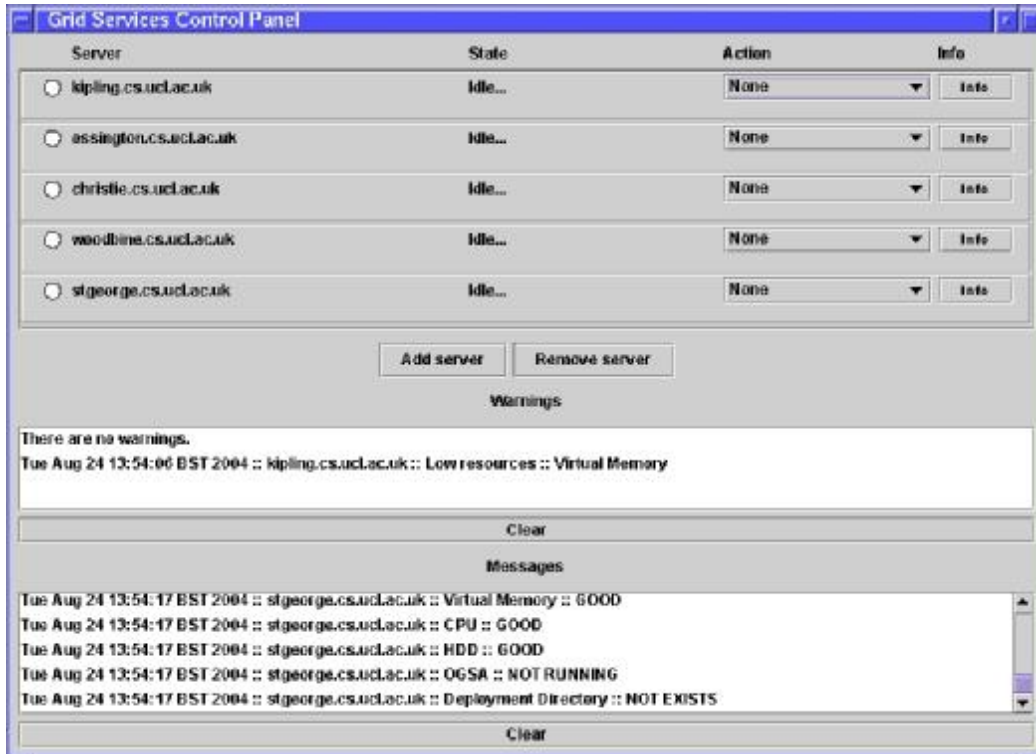 Grid Services Control Panel
Server State Action Info
kipling.cs.ucl.ac.uk Idle... None Info
assington.cs.ucl.ac.uk Idle... None Info
christie.cs.ucl.ac.uk Idle... None Info
woodbine.cs.ucl.ac.uk Idle... None Info
stgeorge.cs.ucl.ac.uk Idle... None Info
Add server Remove server
Warnings
There are no warnings.
Tue Aug 24 13:54:06 BST 2004 :: kipling.cs.ucl.ac.uk :: Low resources :: Virtual Memory
Clear
Messages
Tue Aug 24 13:54:17 BST 2004 :: stgeorge.cs.ucl.ac.uk :: Virtual Memory :: GOOD
Tue Aug 24 13:54:17 BST 2004 :: stgeorge.cs.ucl.ac.uk :: CPU :: GOOD
Tue Aug 24 13:54:17 BST 2004 :: stgeorge.cs.ucl.ac.uk :: HDD :: GOOD
Tue Aug 24 13:54:17 BST 2004 :: stgeorge.cs.ucl.ac.uk :: OGSA :: NOT RUNNING
Tue Aug 24 13:54:17 BST 2004 :: stgeorge.cs.ucl.ac.uk :: Deployment Directory :: NOT EXISTS
Clear